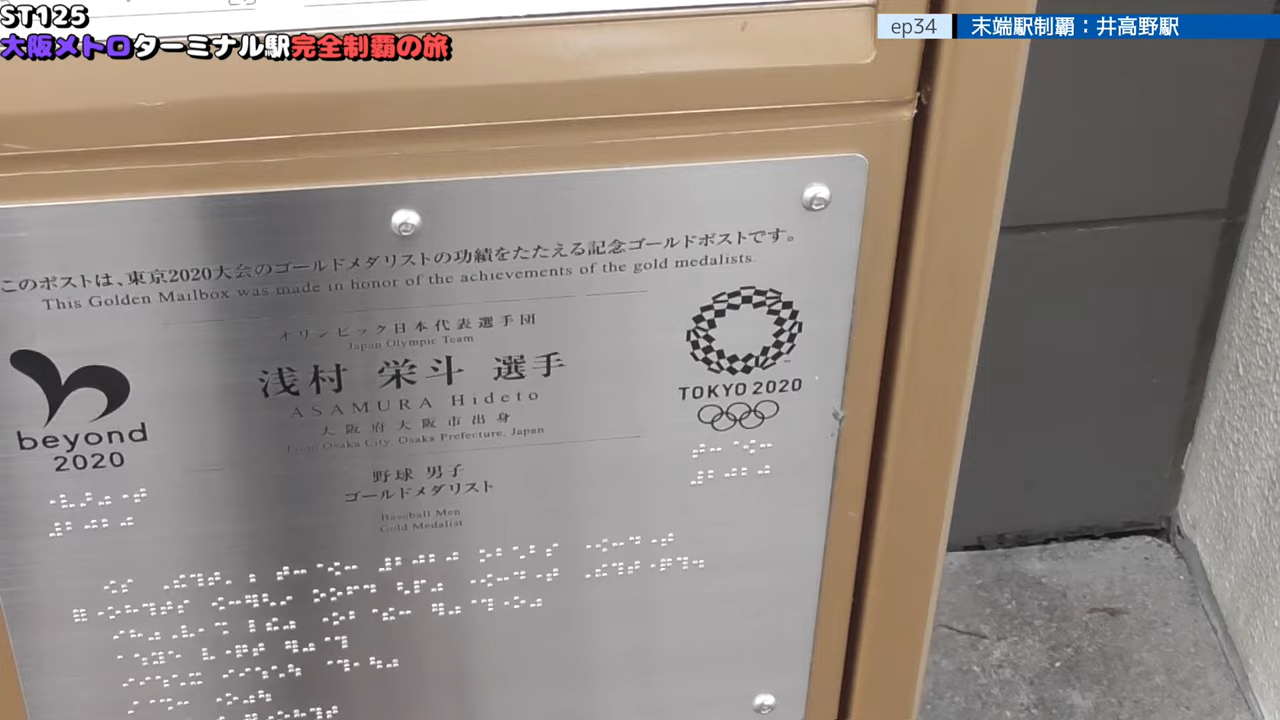 ST125
大阪メトロターミナル駅完全制覇の旅
ep34 末端駅制覇：井高野駅
このポストは、東京2020大会のゴールドメダリストの功績をたたえる記念ゴールドポストです。
This Golden Mailbox was made in honor of the achievements of the gold medalists.
オリンピック日本代表選手団
Japan Olympic Team
浅村 栄斗 選手
ASAMURA Hideto
大阪府大阪市出身
From Osaka City, Osaka Prefecture, Japan
野球 男子
ゴールドメダリスト
Baseball Men
Gold Medalist
beyond
2020
TOKYO 2020